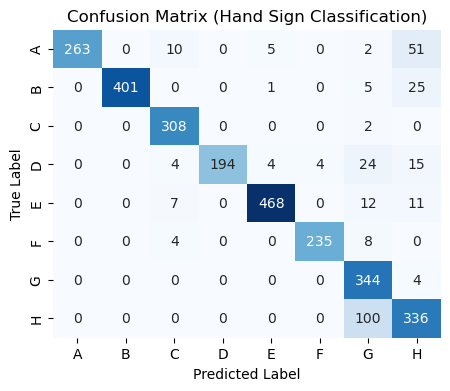 Confusion Matrix (Hand Sign Classification)
True Label
A 263 0 10 0 5 0 2 51
B 0 401 0 0 1 0 5 25
C 0 0 308 0 0 0 2 0
D 0 0 4 194 4 4 24 15
E 0 0 7 0 468 0 12 11
F 0 0 4 0 0 235 8 0
G 0 0 0 0 0 0 344 4
H 0 0 0 0 0 0 100 336
A B C D E F G H
Predicted Label